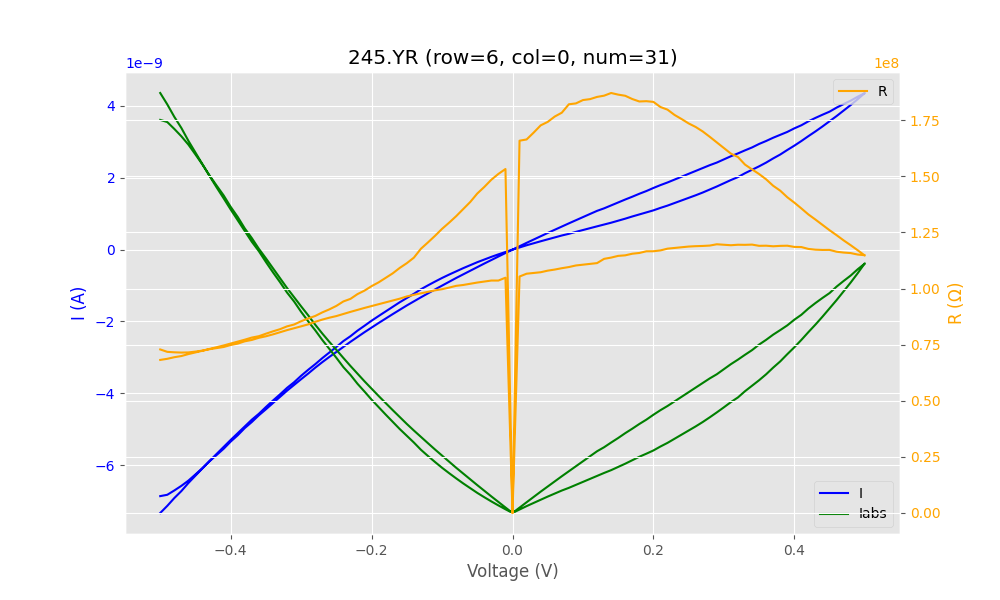 245.YR (row=6, col=0, num=31)
1e−9
1e8
R
4
2
0
−2
−4
−6
I (A)
1.75
1.50
1.25
1.00
0.75
0.50
0.25
0.00
R (Ω)
I
Iabs
−0.4
−0.2
0.0
0.2
0.4
Voltage (V)